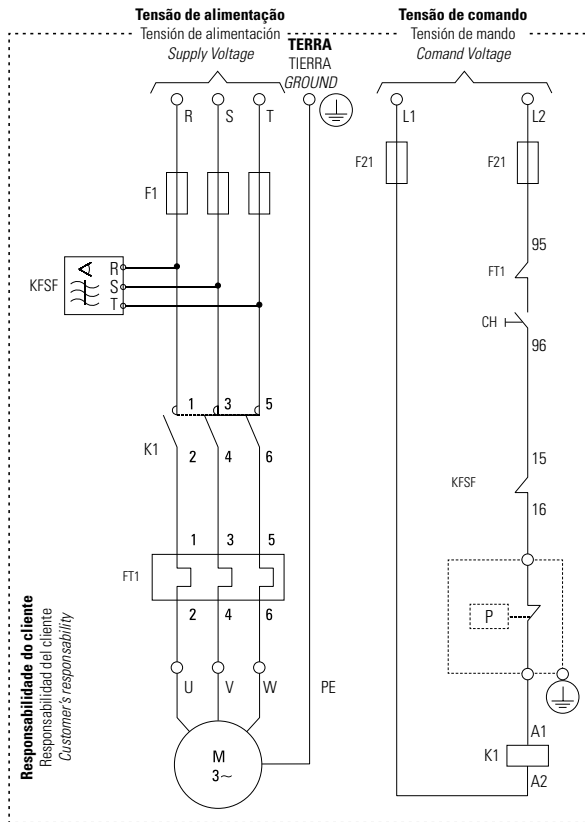 Tensão de alimentação
Tensión de alimentación
Supply Voltage
TERRA
TIERRA
GROUND
Tensão de comando
Tensión de mando
Comand Voltage
R S T
L1 L2
F1
F21 F21
KFSF
R
S
T
95
FT1
CH
96
1 3 5
K1
2 4 6
15
KFSF
16
1 3 5
FT1
2 4 6
P
U V W PE
M
3~
A1
K1
A2
Responsabilidade do cliente
Responsabilidad del cliente
Customer's responsability